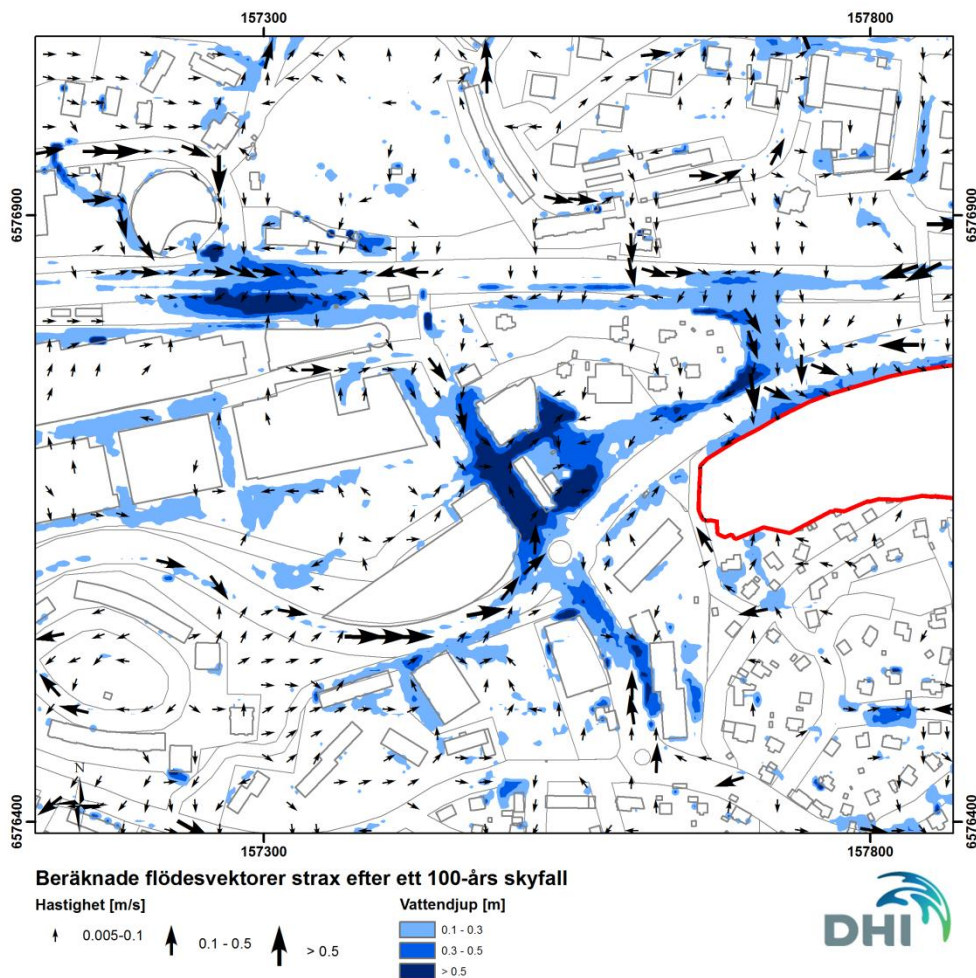 157300 157800
6576900 6576900
N
6576400 6576400
157300 157800
Beräknade flödesvektorer strax efter ett 100-års skyfall
Hastighet [m/s] Vattendjup [m]
0.005-0.1 0.1 - 0.5 > 0.5
0.1 - 0.3
0.3 - 0.5
> 0.5
DHI